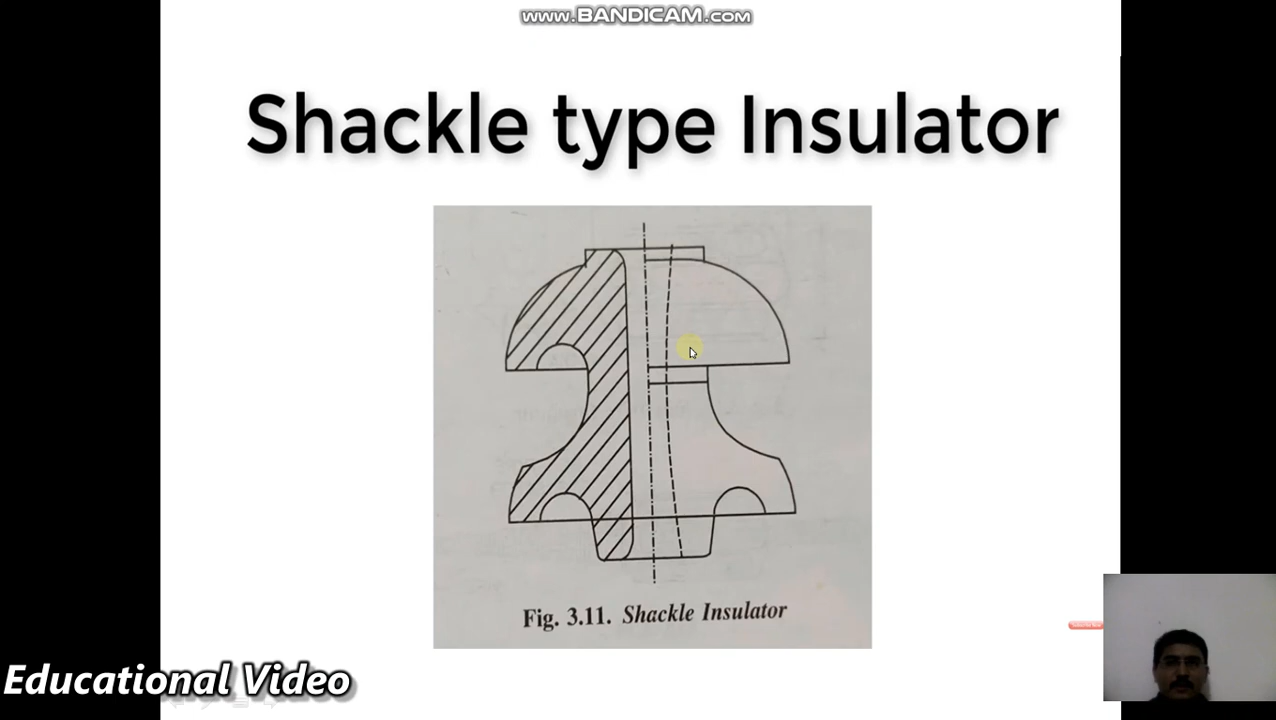 www.BANDICAM.com
Shackle type Insulator
Fig. 3.11. Shackle Insulator
Educational Video